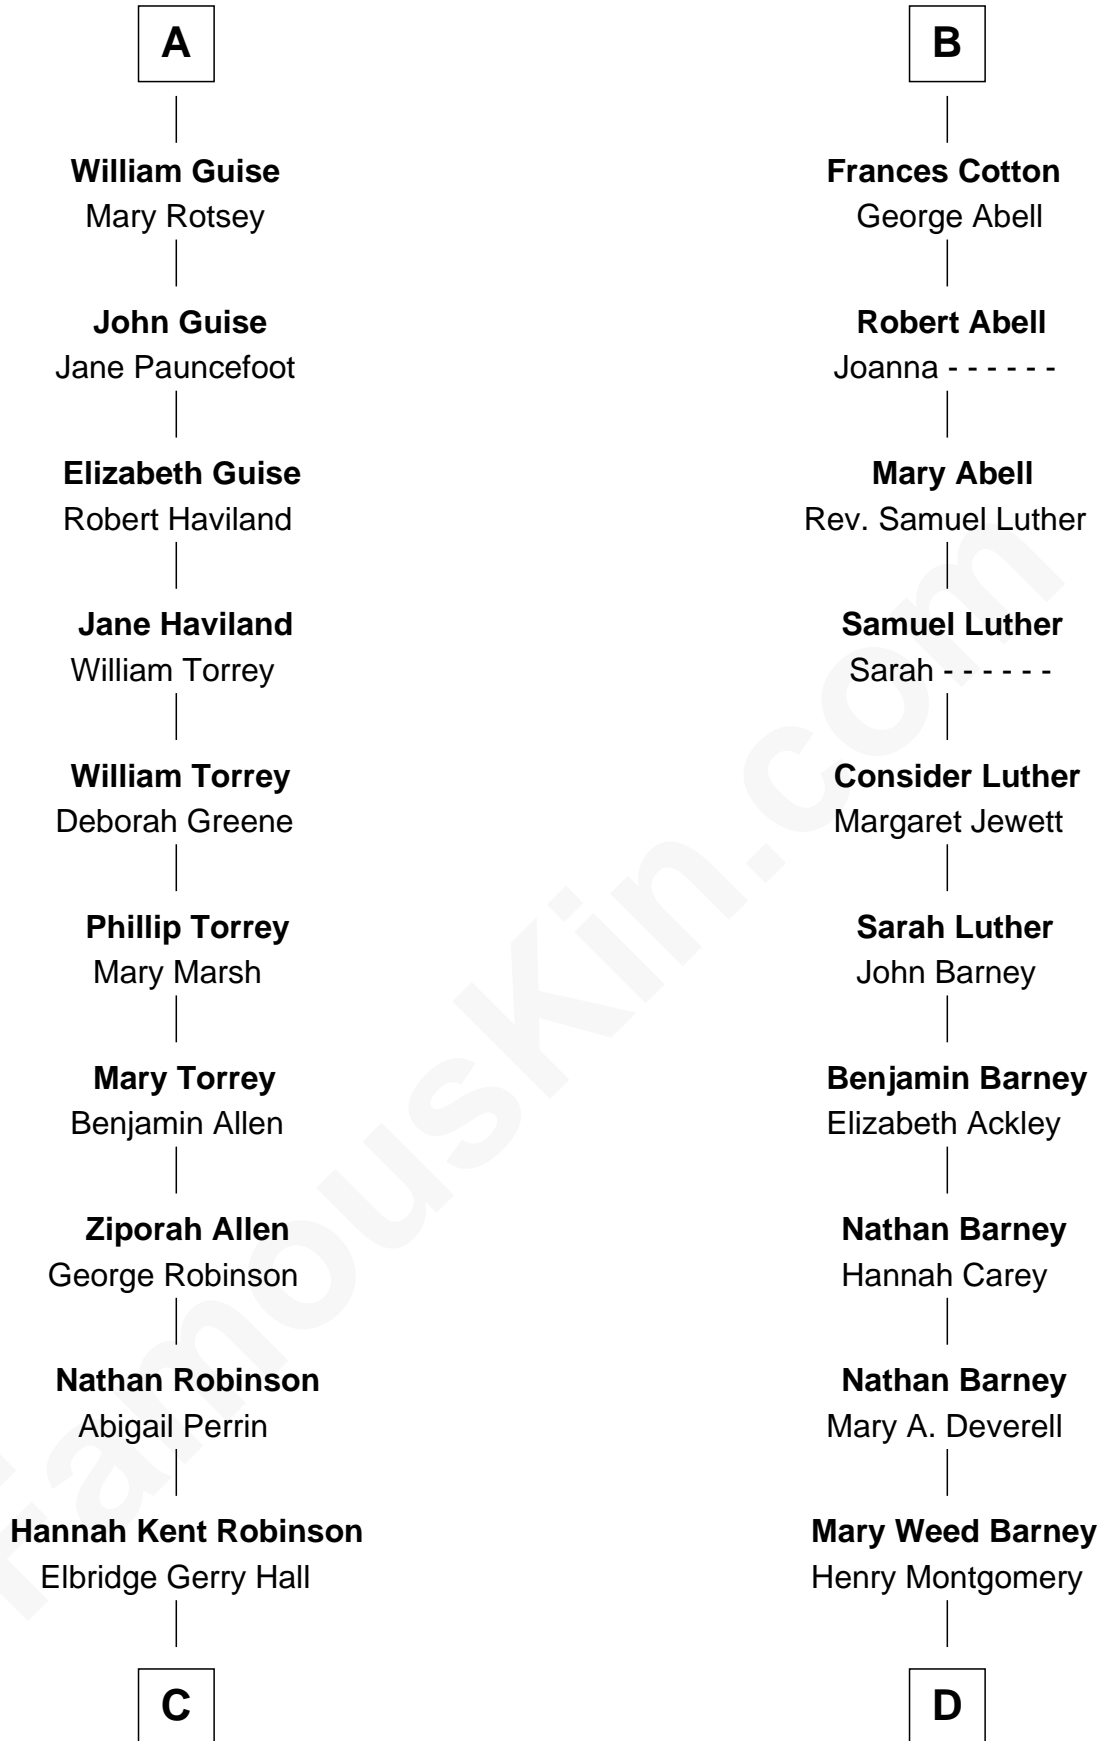 A
William Guise
Mary Rotsey
John Guise
Jane Pauncefoot
Elizabeth Guise
Robert Haviland
Jane Haviland
William Torrey
William Torrey
Deborah Greene
Phillip Torrey
Mary Marsh
Mary Torrey
Benjamin Allen
Ziporah Allen
George Robinson
Nathan Robinson
Abigail Perrin
Hannah Kent Robinson
Elbridge Gerry Hall
C
B
Frances Cotton
George Abell
Robert Abell
Joanna - - - - - -
Mary Abell
Rev. Samuel Luther
Samuel Luther
Sarah - - - - - -
Consider Luther
Margaret Jewett
Sarah Luther
John Barney
Benjamin Barney
Elizabeth Ackley
Nathan Barney
Hannah Carey
Nathan Barney
Mary A. Deverell
Mary Weed Barney
Henry Montgomery
D
FamousKin.com